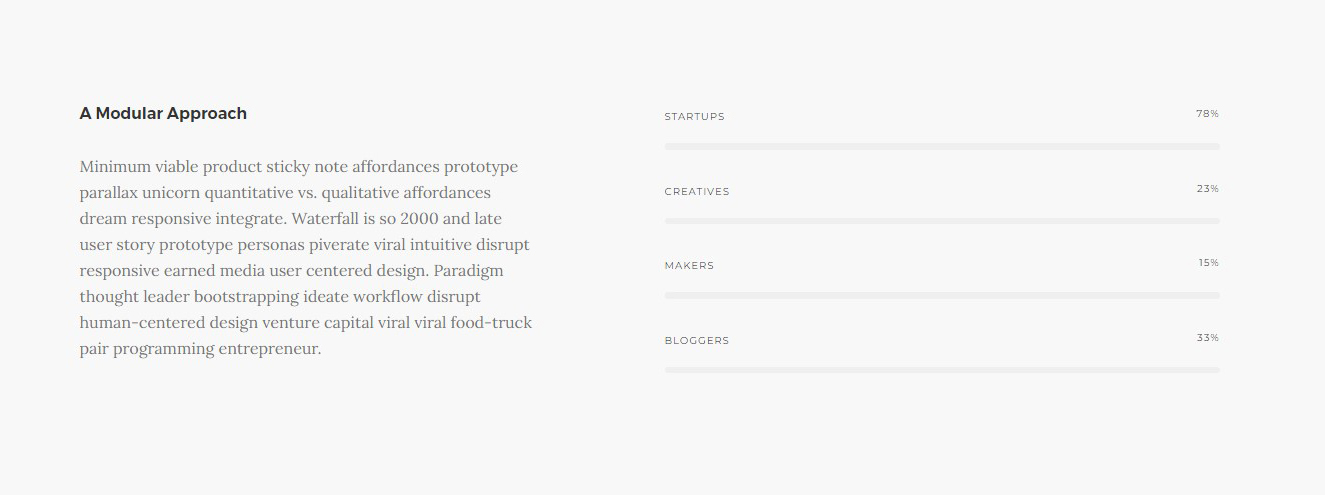 A Modular Approach
Minimum viable product sticky note affordances prototype
parallax unicorn quantitative vs. qualitative affordances
dream responsive integrate. Waterfall is so 2000 and late
user story prototype personas piverate viral intuitive disrupt
responsive earned media user centered design. Paradigm
thought leader bootstrapping ideate workflow disrupt
human-centered design venture capital viral viral food-truck
pair programming entrepreneur.
STARTUPS 78%
CREATIVES 23%
MAKERS 15%
BLOGGERS 33%